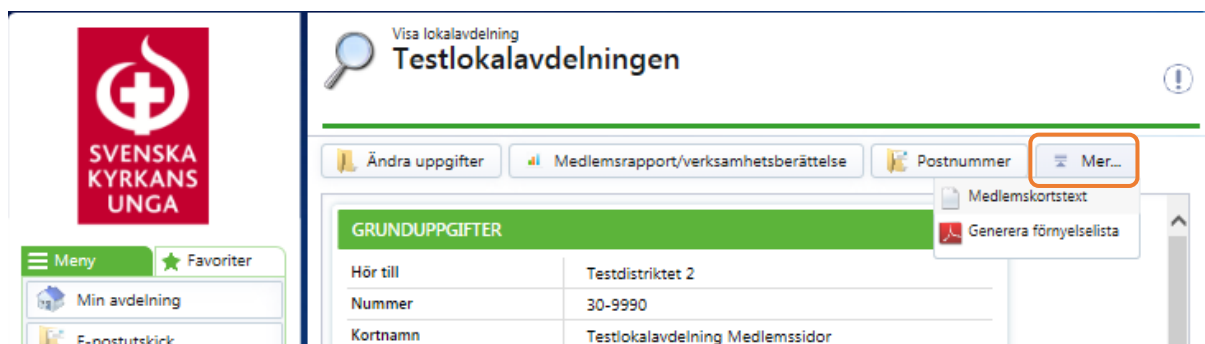 SVENSKA
KYRKANS
UNGA
Visa lokalavdelning
Testlokalavdelningen
Ändra uppgifter
Medlemsrapport/verksamhetsberättelse
Postnummer
Mer...
Medlemskortstext
Generera förnyelselista
Meny
Favoriter
Min avdelning
E-postutskick
GRUNDUPPGIFTER
Hör till Testdistriktet 2
Nummer 30-9990
Kortnamn Testlokalavdelning Medlemssidor